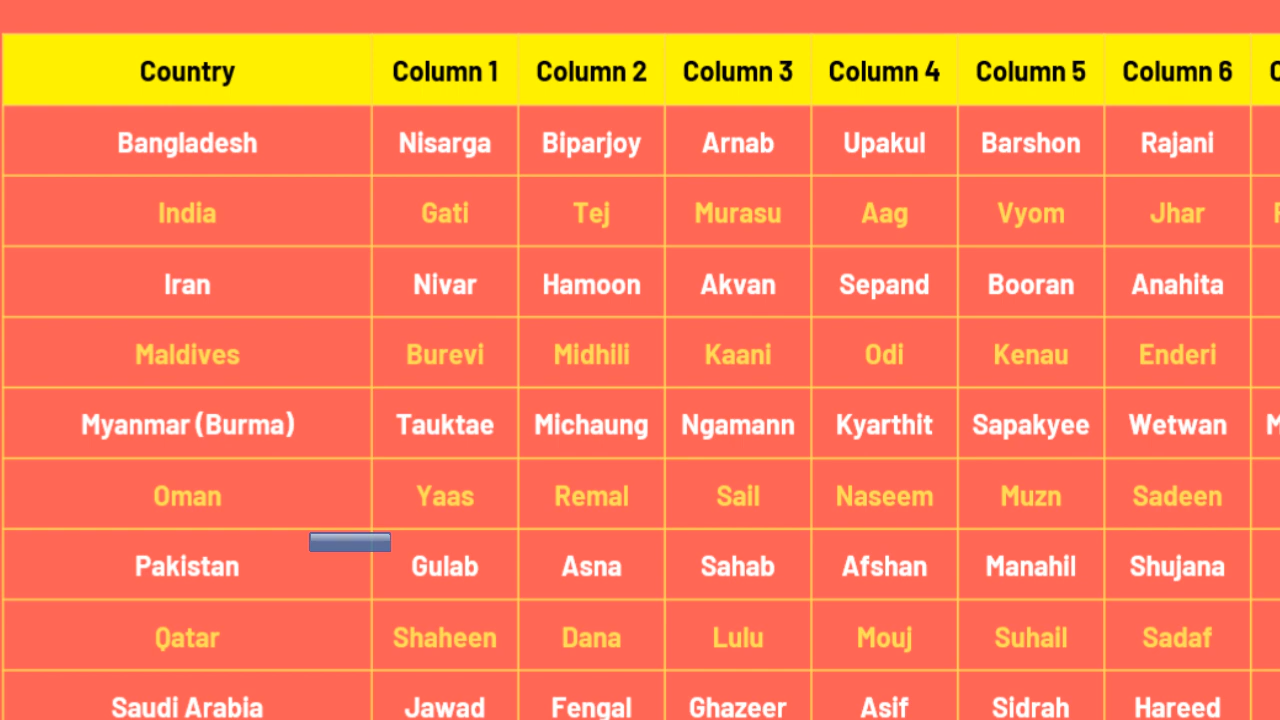 Country Column 1 Column 2 Column 3 Column 4 Column 5 Column 6
Bangladesh Nisarga Biparjoy Arnab Upakul Barshon Rajani
India Gati Tej Murasu Aag Vyom Jhar
Iran Nivar Hamoon Akvan Sepand Booran Anahita
Maldives Burevi Midhili Kaani Odi Kenau Enderi
Myanmar (Burma) Tauktae Michaung Ngamann Kyarthit Sapakyee Wetwan
Oman Yaas Remal Sail Naseem Muzn Sadeen
Pakistan Gulab Asna Sahab Afshan Manahil Shujana
Qatar Shaheen Dana Lulu Mouj Suhail Sadaf
Saudi Arabia Jawad Fengal Ghazeer Asif Sidrah Hareed